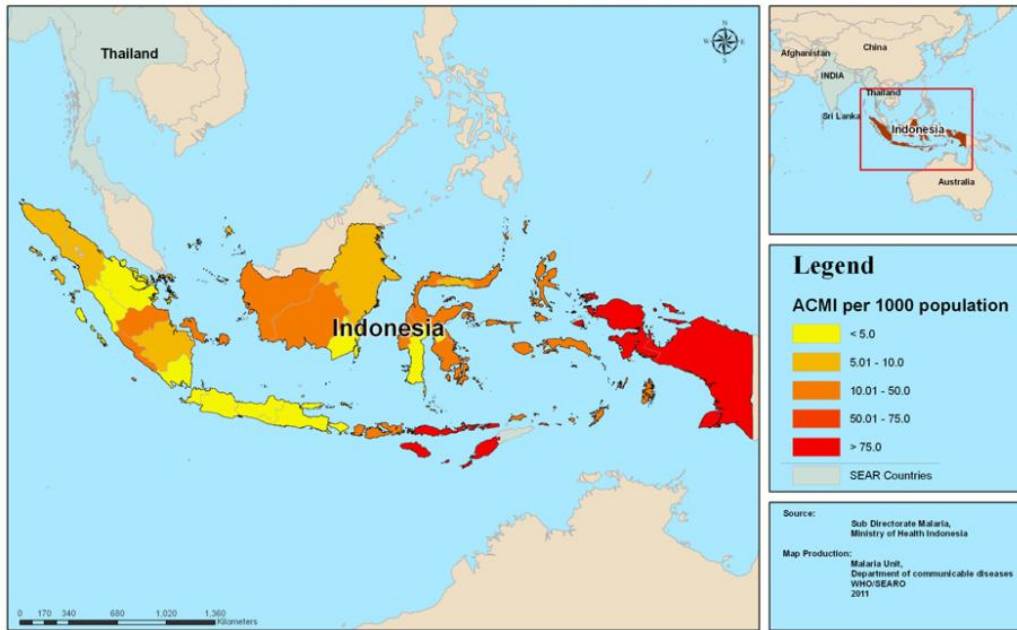 Thailand
Indonesia
N
W
E
S
0 170 340 680 1,020 1,360
Kilometers
Afghanistan
China
INDIA
Thailand
Sri Lanka
Indonesia
Australia
Legend
ACMI per 1000 population
< 5.0
5.01 - 10.0
10.01 - 50.0
50.01 - 75.0
> 75.0
SEAR Countries
Source:
Sub Directorate Malaria,
Ministry of Health Indonesia
Map Production:
Malaria Unit,
Department of communicable diseases
WHO/SEARO
2011